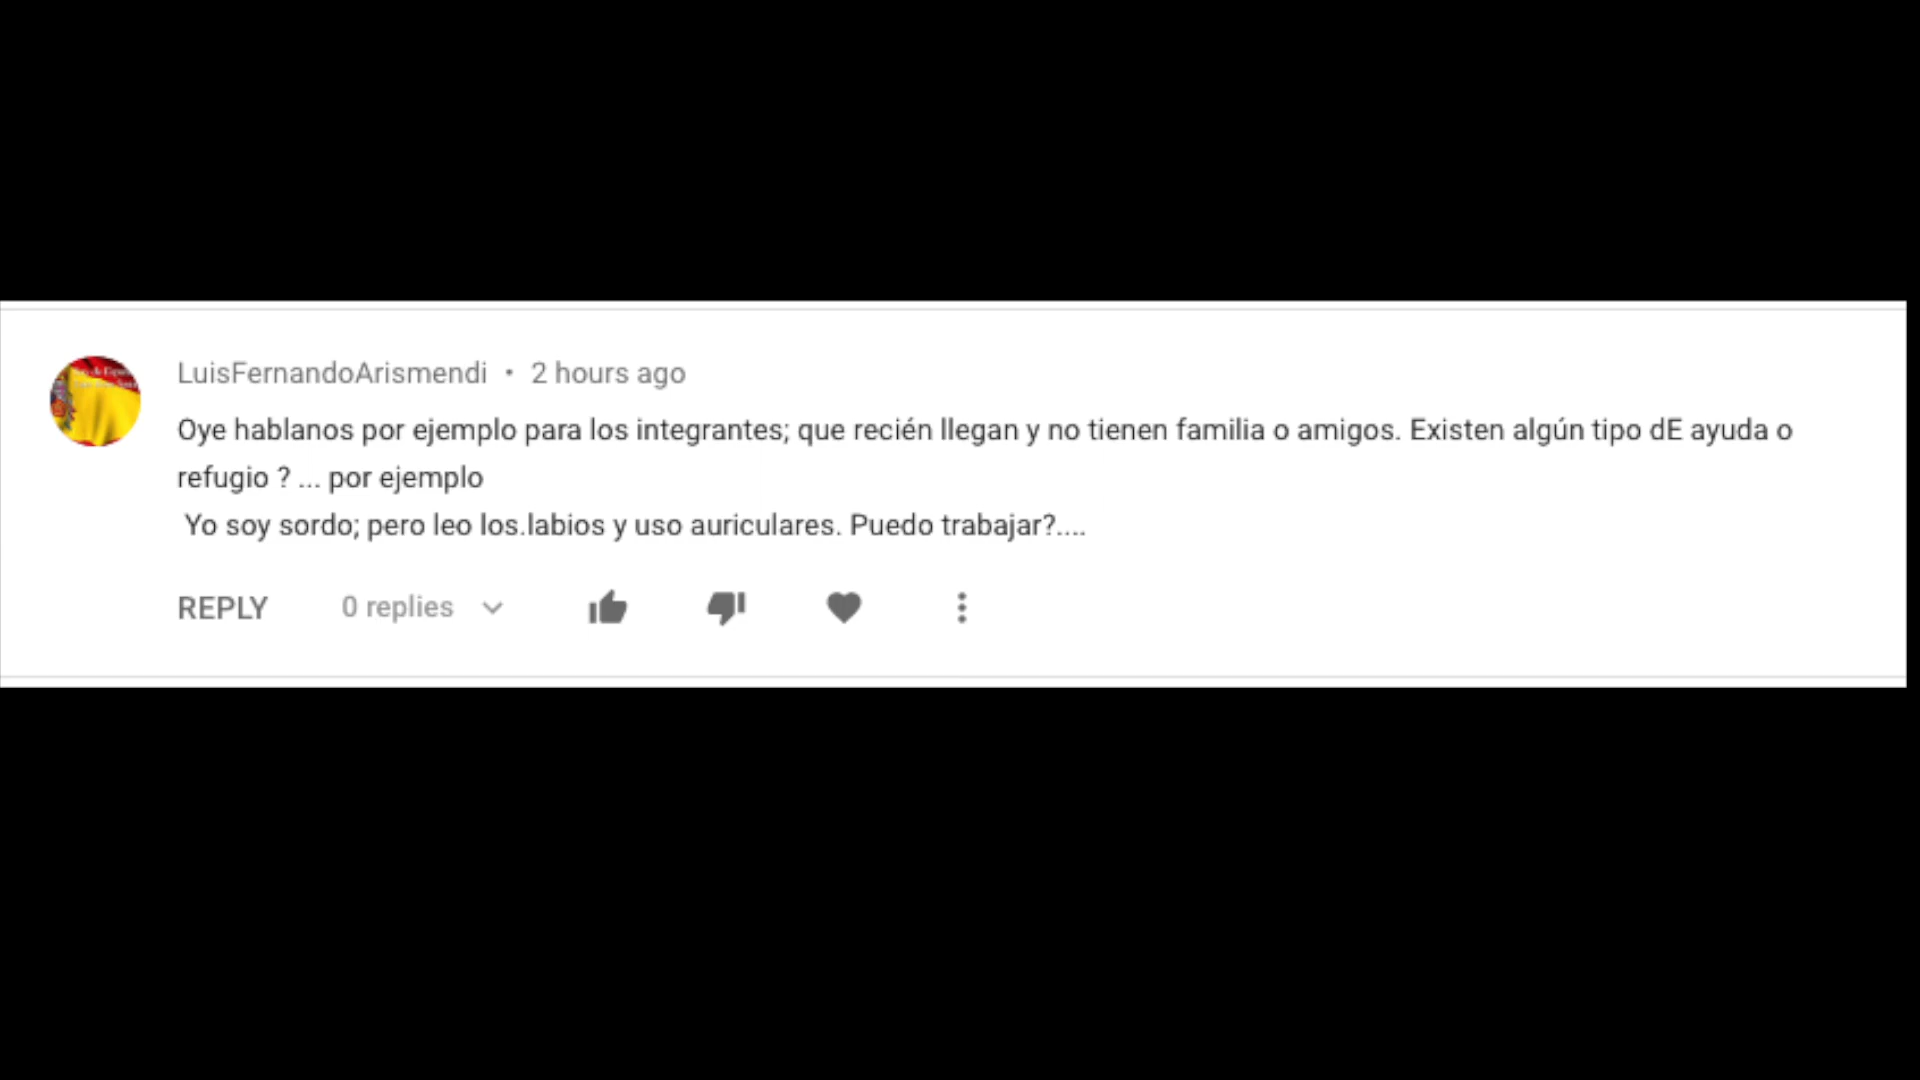 LuisFernandoArismendi • 2 hours ago
Oye hablanos por ejemplo para los integrantes; que recién llegan y no tienen familia o amigos. Existen algún tipo dE ayuda o
refugio ? ... por ejemplo
Yo soy sordo; pero leo los.labios y uso auriculares. Puedo trabajar?....
REPLY 0 replies